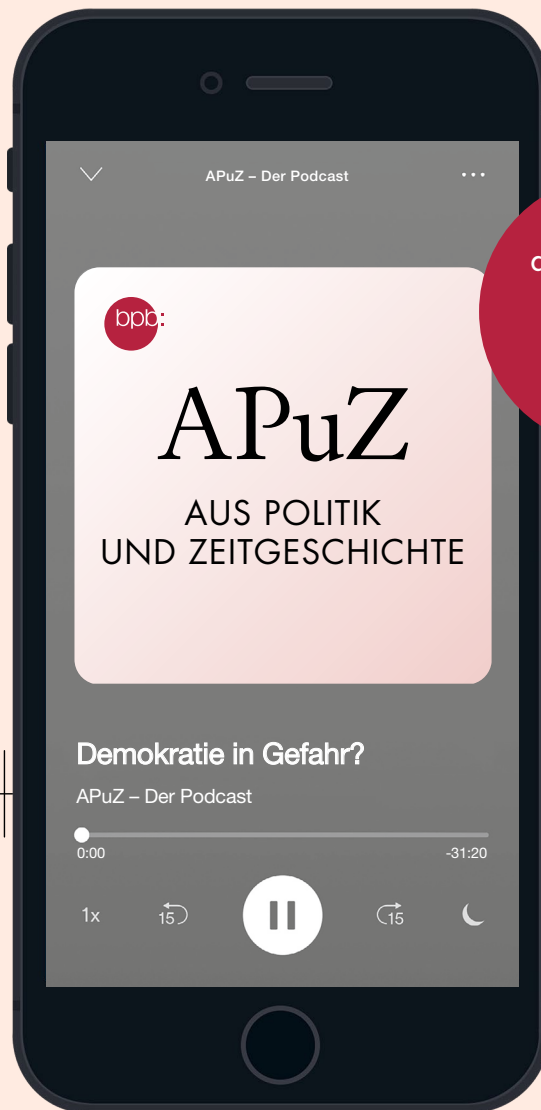 APuZ – Der Podcast
bpb:
APuZ
AUS POLITIK
UND ZEITGESCHICHTE
Demokratie in Gefahr?
APuZ – Der Podcast
0:00 -31:20
1x 15 15